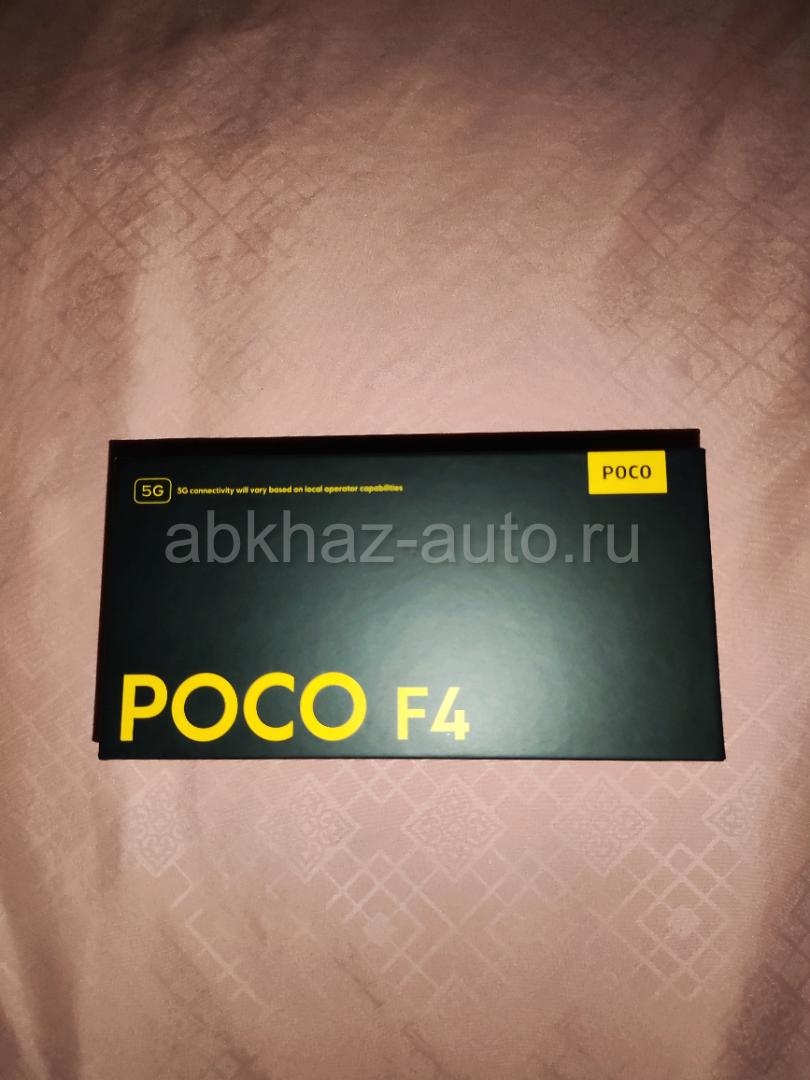 5G 5G connectivity will vary based on local operator capabilities
POCO
abkhaz-auto.ru
POCO F4